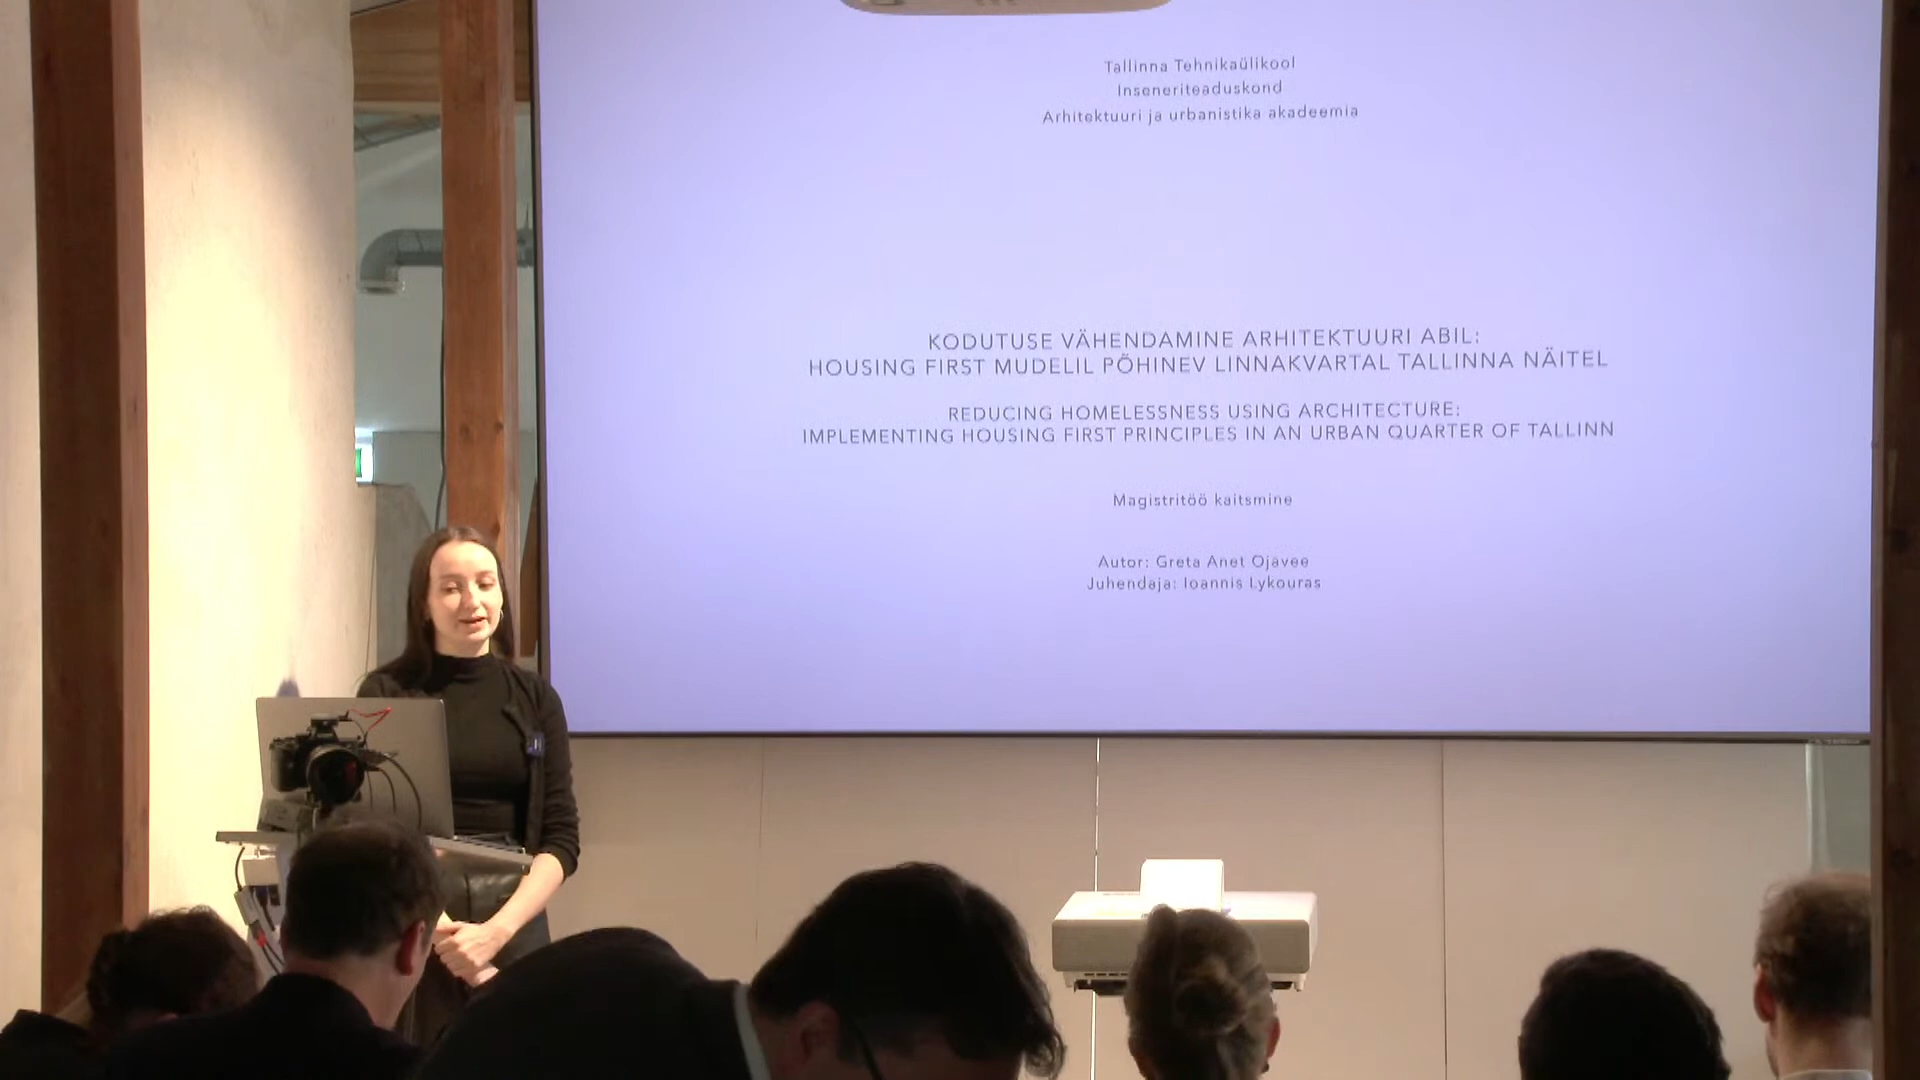 Tallinna Tehnikaülikool
Inseneriteaduskond
Arhitektuuri ja urbanistika akadeemia
KODUTUSE VÄHENDAMINE ARHITEKTUURI ABIL:
HOUSING FIRST MUDELIL PÕHINEV LINNAKVARTAL TALLINNA NÄITEL
REDUCING HOMELESSNESS USING ARCHITECTURE:
IMPLEMENTING HOUSING FIRST PRINCIPLES IN AN URBAN QUARTER OF TALLINN
Magistritöö kaitsmine
Autor: Greta Anet Ojavee
Juhendaja: Ioannis Lykouras